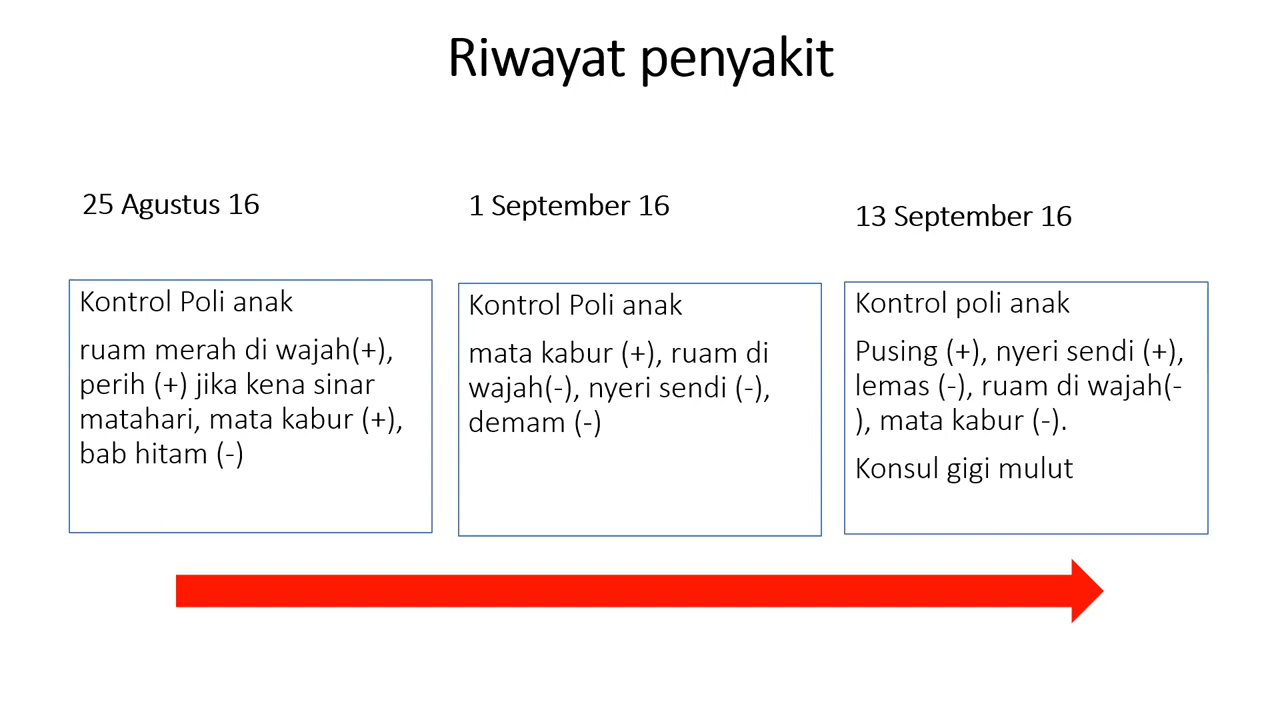 Riwayat penyakit
25 Agustus 16
Kontrol Poli anak
ruam merah di wajah(+),
perih (+) jika kena sinar
matahari, mata kabur (+),
bab hitam (-)
1 September 16
Kontrol Poli anak
mata kabur (+), ruam di
wajah(-), nyeri sendi (-),
demam (-)
13 September 16
Kontrol poli anak
Pusing (+), nyeri sendi (+),
lemas (-), ruam di wajah(-
), mata kabur (-).
Konsul gigi mulut